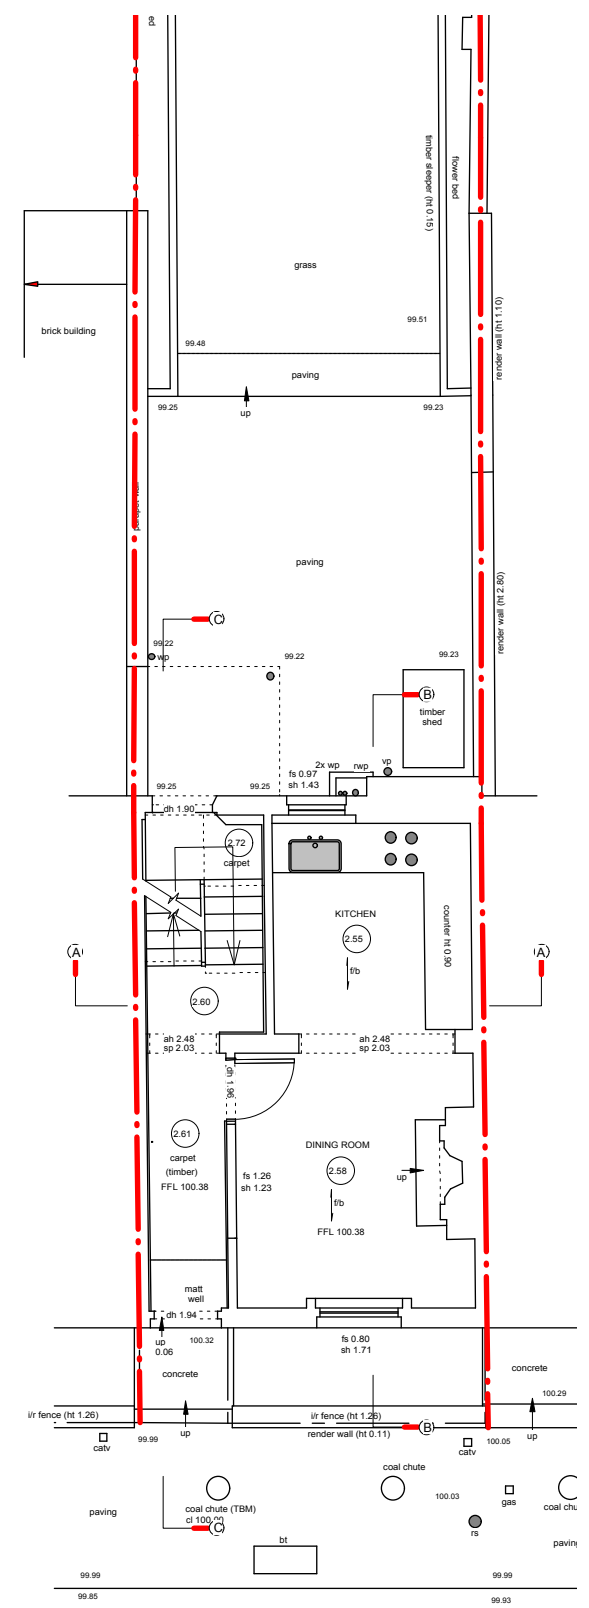 ed
timber sleeper (ht 0.15)
flower bed
grass
render wall (ht 1.10)
99.51
brick building
99.48
paving
99.25
up
99.23
paving
render wall (ht 2.80)
C
99.22
wp
99.22
99.23
B
timber
shed
2x wp
rwp
vp
fs 0.97
sh 1.43
99.25
99.25
dh 1.90
2.72
carpet
KITCHEN
2.55
f/b
counter ht 0.90
A
A
2.60
ah 2.48
sp 2.03
ah 2.48
sp 2.03
dh 1.96
2.61
carpet
(timber)
FFL 100.38
DINING ROOM
2.58
fs 1.26
sh 1.23
up
f/b
FFL 100.38
matt
well
dh 1.94
up
0.06
100.32
fs 0.80
sh 1.71
concrete
concrete
100.29
i/r fence (ht 1.26)
i/r fence (ht 1.26)
render wall (ht 0.11)
B
99.99
up
catv
catv
100.05
up
coal chute
100.03
gas
coal chute (TBM)
coal chu
paving
C
rs
bt
paving
99.99
99.99
99.85
99.93